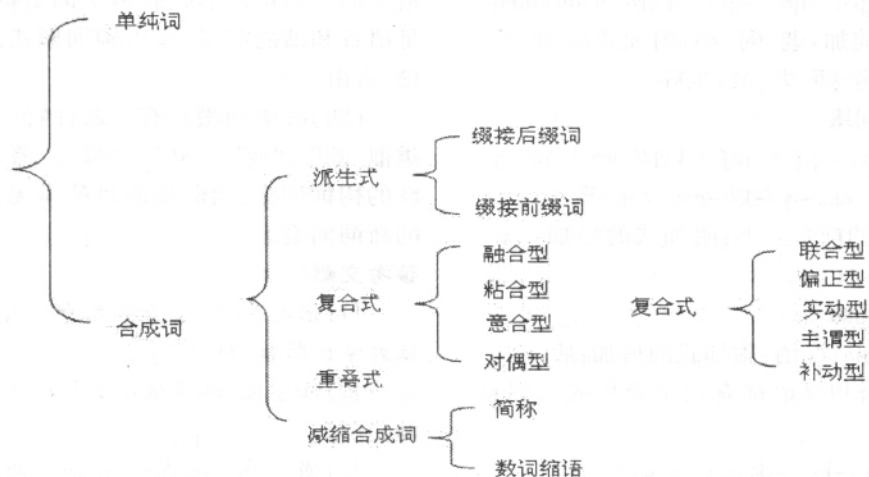 单纯词
合成词
派生式
缀接后缀词
缀接前缀词
复合式
融合型
粘合型
意合型
对偶型
重叠式
减缩合成词
简称
数词缩语
复合式
联合型
偏正型
实动型
主谓型
补动型